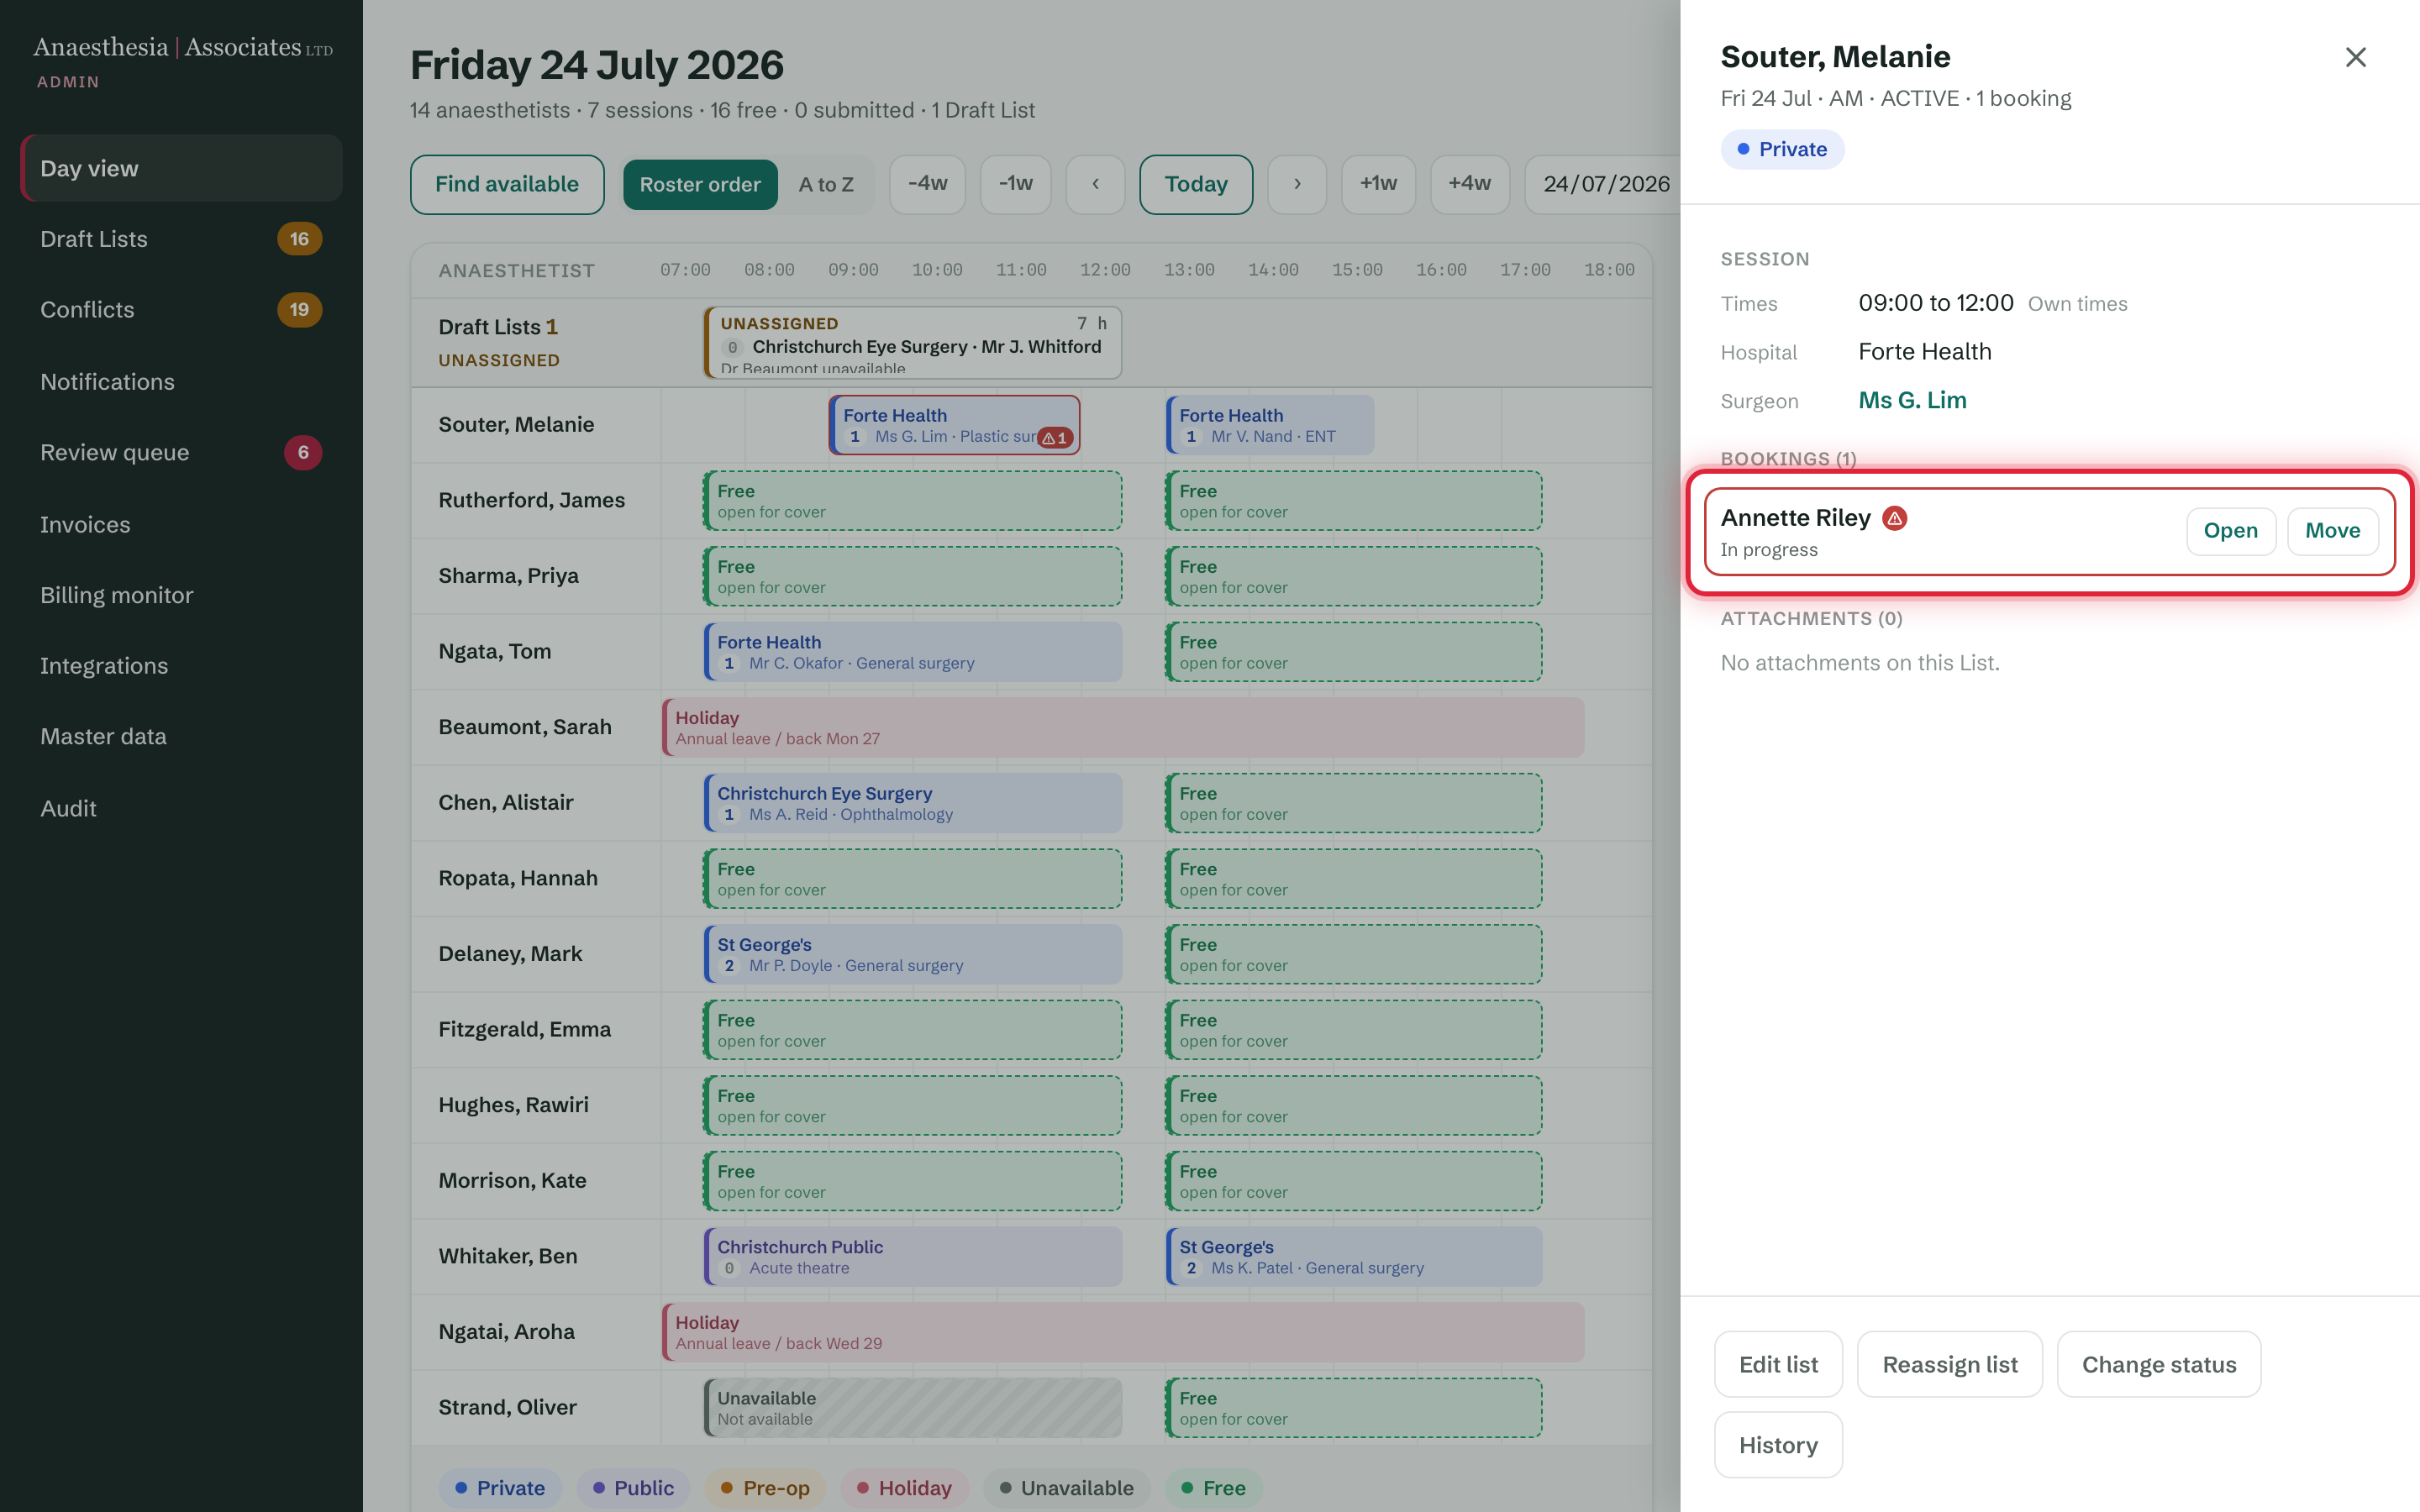 Anaesthesia | Associates LTD
ADMIN
Day view
Draft Lists 16
Conflicts 19
Notifications
Review queue 6
Invoices
Billing monitor
Integrations
Master data
Audit
Friday 24 July 2026
14 anaesthetists · 7 sessions · 16 free · 0 submitted · 1 Draft List
Find available Roster order A to Z -4w -1w ‹ Today › +1w +4w 24/07/2026
ANAESTHETIST 07:00 08:00 09:00 10:00 11:00 12:00 13:00 14:00 15:00 16:00 17:00 18:00
Draft Lists 1
UNASSIGNED
UNASSIGNED 7 h
0 Christchurch Eye Surgery · Mr J. Whitford
Dr Beaumont unavailable
Souter, Melanie
Forte Health
1 Ms G. Lim · Plastic sur 1
Forte Health
1 Mr V. Nand · ENT
Rutherford, James
Free
open for cover
Free
open for cover
Sharma, Priya
Free
open for cover
Free
open for cover
Ngata, Tom
Forte Health
1 Mr C. Okafor · General surgery
Free
open for cover
Beaumont, Sarah
Holiday
Annual leave / back Mon 27
Chen, Alistair
Christchurch Eye Surgery
1 Ms A. Reid · Ophthalmology
Free
open for cover
Ropata, Hannah
Free
open for cover
Free
open for cover
Delaney, Mark
St George's
2 Mr P. Doyle · General surgery
Free
open for cover
Fitzgerald, Emma
Free
open for cover
Free
open for cover
Hughes, Rawiri
Free
open for cover
Free
open for cover
Morrison, Kate
Free
open for cover
Free
open for cover
Whitaker, Ben
Christchurch Public
0 Acute theatre
St George's
2 Ms K. Patel · General surgery
Ngatai, Aroha
Holiday
Annual leave / back Wed 29
Strand, Oliver
Unavailable
Not available
Free
open for cover
Private Public Pre-op Holiday Unavailable Free
Souter, Melanie
Fri 24 Jul · AM · ACTIVE · 1 booking
Private
SESSION
Times 09:00 to 12:00 Own times
Hospital Forte Health
Surgeon Ms G. Lim
BOOKINGS (1)
Annette Riley
In progress
Open Move
ATTACHMENTS (0)
No attachments on this List.
Edit list Reassign list Change status
History